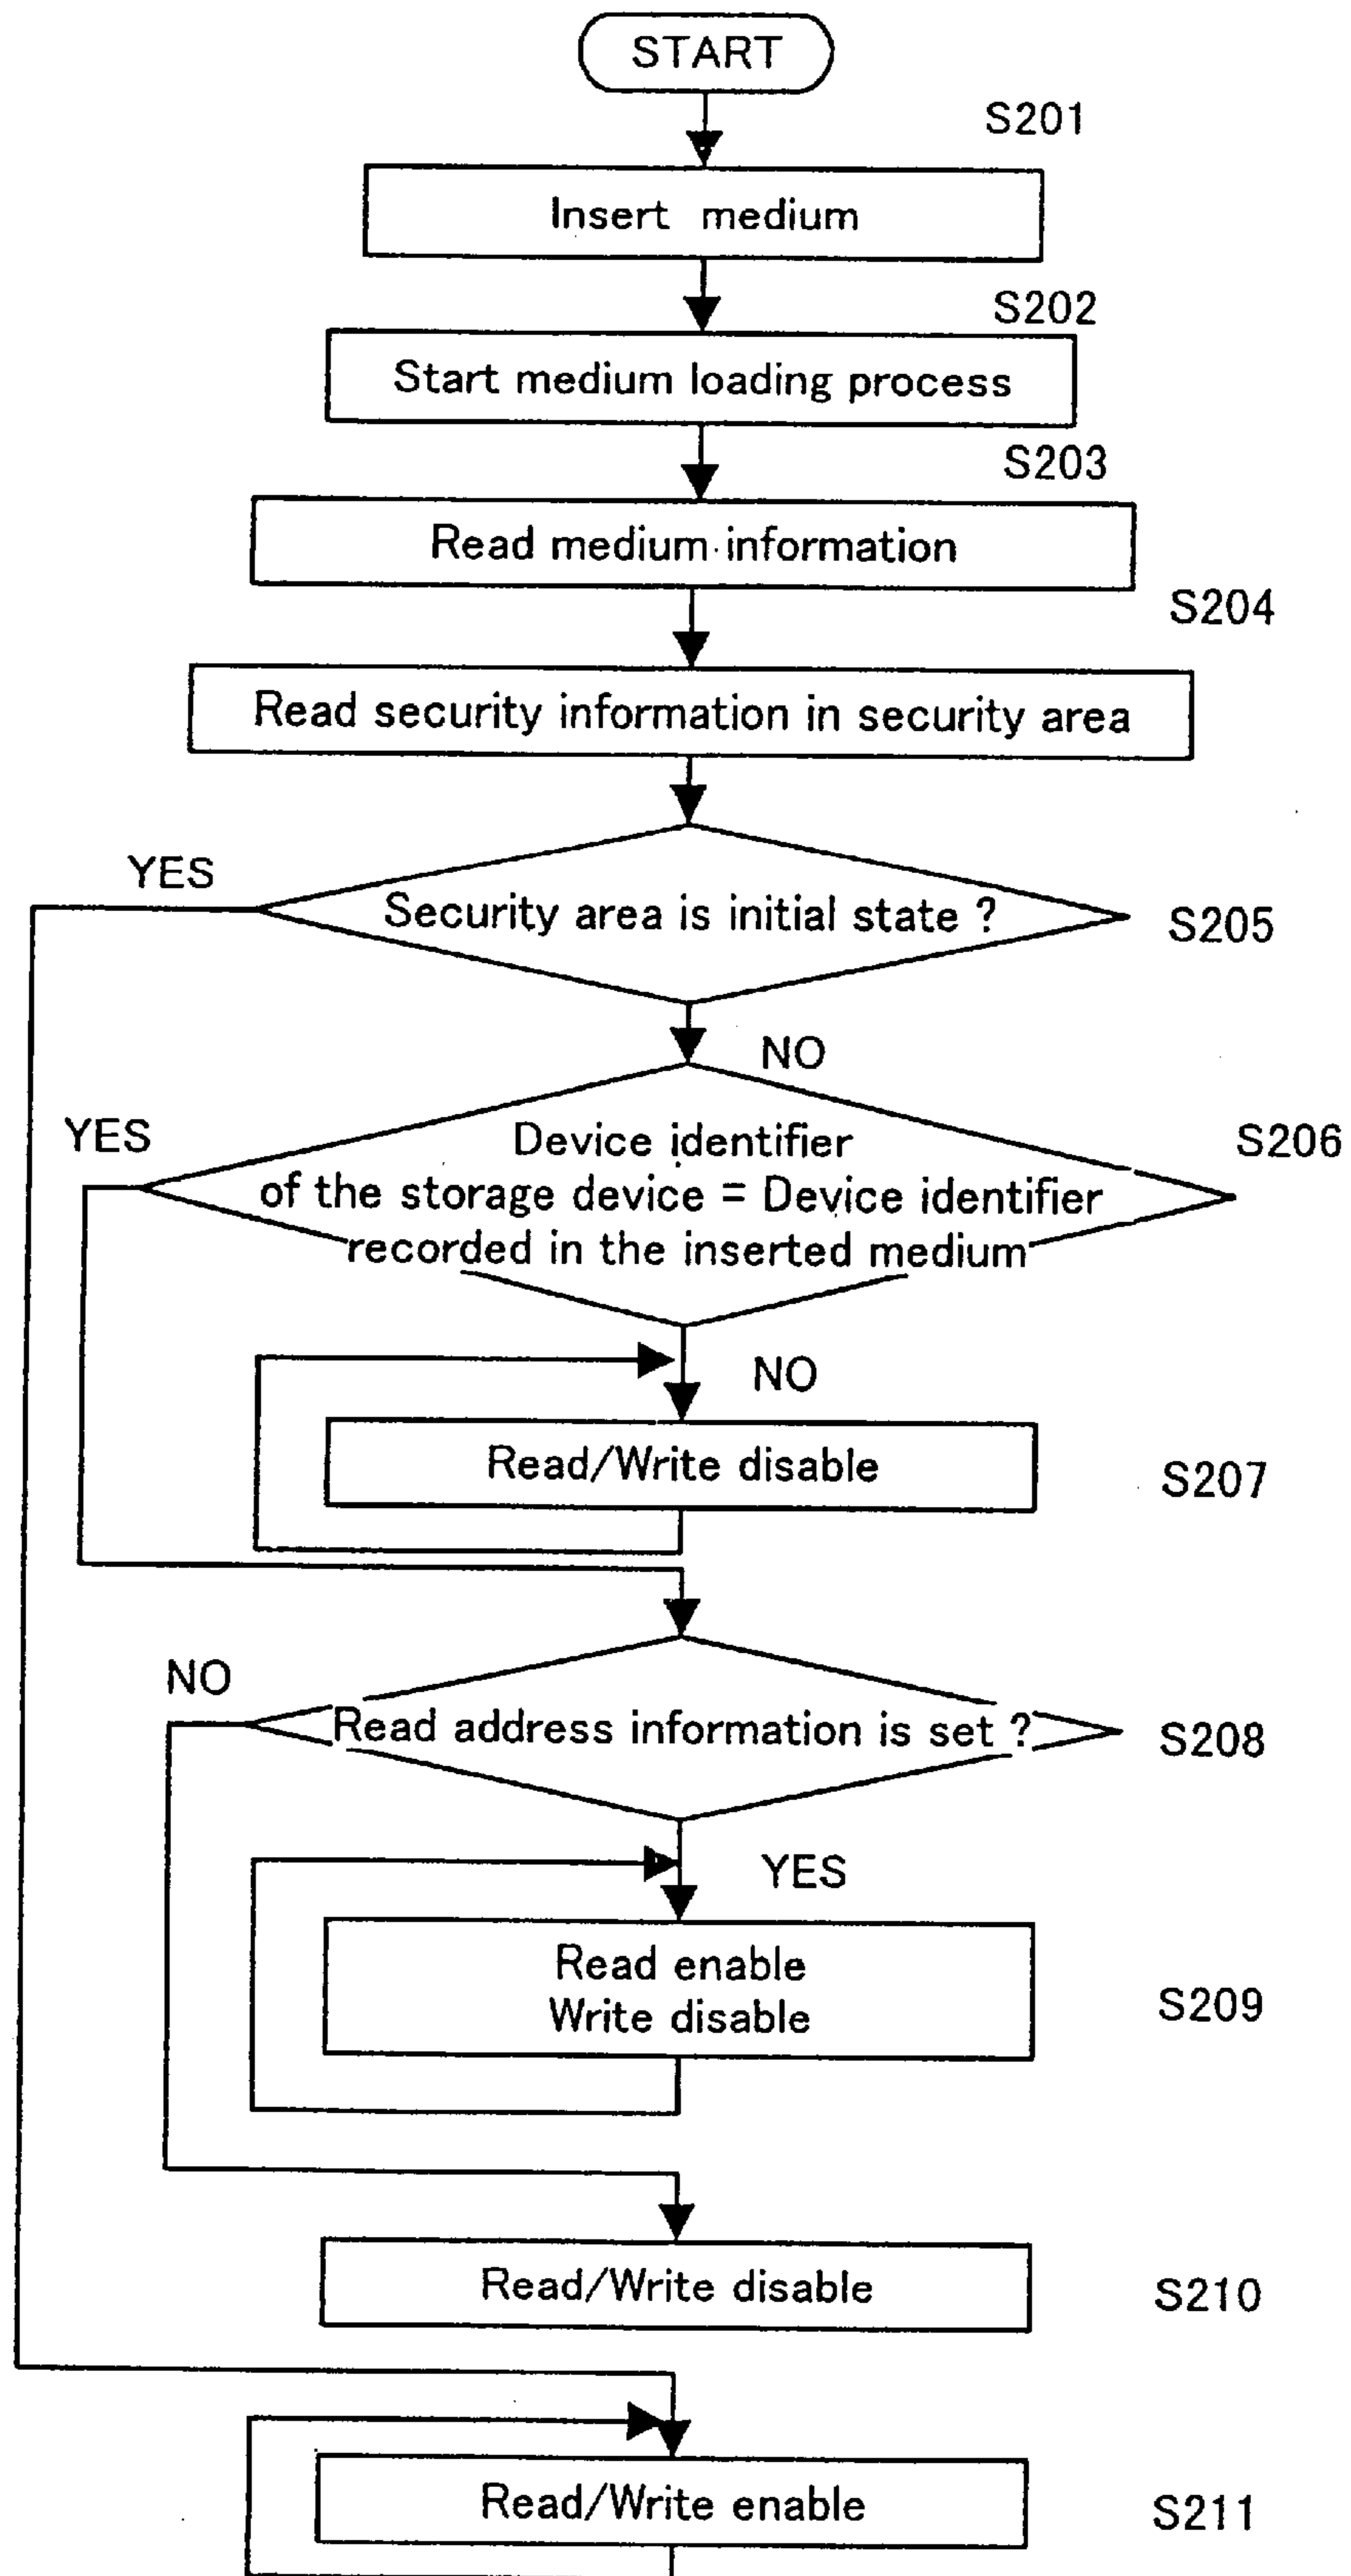 START
S201
Insert medium
S202
Start medium loading process
S203
Read medium information
S204
Read security information in security area
YES
Security area is initial state ?
S205
NO
YES
Device identifier
of the storage device = Device identifier
recorded in the inserted medium
S206
NO
Read/Write disable
S207
NO
Read address information is set ?
S208
YES
Read enable
Write disable
S209
Read/Write disable
S210
Read/Write enable
S211